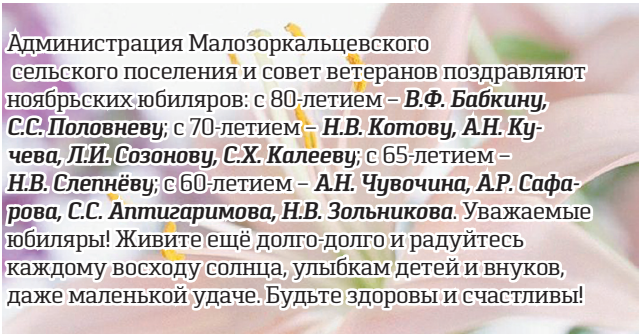 Администрация Малозоркальцевского
сельского поселения и совет ветеранов поздравляют
ноябрьских юбиляров: с 80-летием – В.Ф. Бабкину,
С.С. Половневу; с 70-летием – Н.В. Котову, А.Н. Ку-
чева, Л.И. Созонову, С.Х. Калееву; с 65-летием –
Н.В. Слепнёву; с 60-летием – А.Н. Чувочина, А.Р. Сафа-
рова, С.С. Аптигаримова, Н.В. Зольникова. Уважаемые
юбиляры! Живите ещё долго-долго и радуйтесь
каждому восходу солнца, улыбкам детей и внуков,
даже маленькой удаче. Будьте здоровы и счастливы!